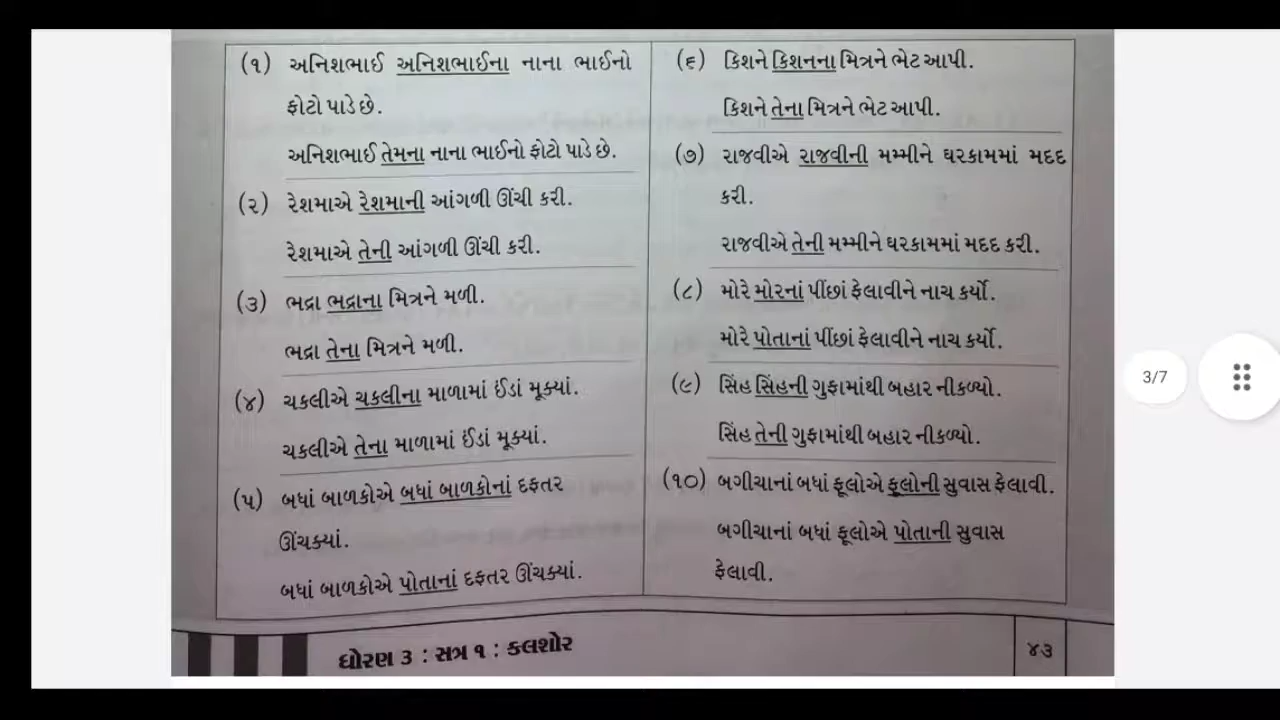 (૧) અનિશભાઈ અનિશભાઈના નાના ભાઈનો
ફોટો પાડે છે.
અનિશભાઈ તેમના નાના ભાઈનો ફોટો પાડે છે.
(૨) રેશમાએ રેશમાની આંગળી ઊંચી કરી.
રેશમાએ તેની આંગળી ઊંચી કરી.
(૩) ભદ્રા ભદ્રાના મિત્રને મળી.
ભદ્રા તેના મિત્રને મળી.
(૪) ચકલીએ ચકલીના માળામાં ઈંડાં મૂક્યાં.
ચકલીએ તેના માળામાં ઈંડાં મૂક્યાં.
(૫) બધાં બાળકોએ બધાં બાળકોનાં દફતર
ઊંચક્યાં.
બધાં બાળકોએ પોતાનાં દફતર ઊંચક્યાં.
(૬) કિશને કિશનના મિત્રને ભેટ આપી.
કિશને તેના મિત્રને ભેટ આપી.
(૭) રાજવીએ રાજવીની મમ્મીને ઘરકામમાં મદદ
કરી.
રાજવીએ તેની મમ્મીને ઘરકામમાં મદદ કરી.
(૮) મોરે મોરનાં પીંછાં ફેલાવીને નાચ કર્યો.
મોરે પોતાનાં પીંછાં ફેલાવીને નાચ કર્યો.
(૯) સિંહ સિંહની ગુફામાંથી બહાર નીકળ્યો.
સિંહ તેની ગુફામાંથી બહાર નીકળ્યો.
(૧૦) બગીચાનાં બધાં ફૂલોએ ફૂલોની સુવાસ ફેલાવી.
બગીચાનાં બધાં ફૂલોએ પોતાની સુવાસ
ફેલાવી.
ધોરણ ૩ : સત્ર ૧ : કલશોર
૪૩
3/7